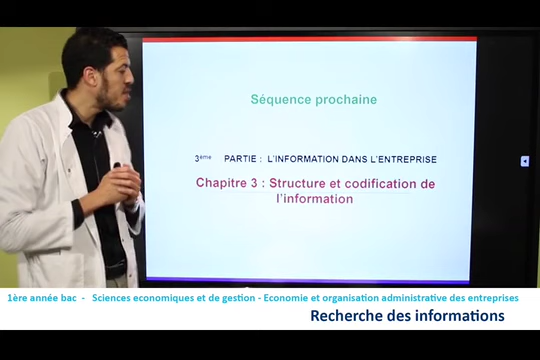 Séquence prochaine
3ème PARTIE : L'INFORMATION DANS L'ENTREPRISE
Chapitre 3 : Structure et codification de
l'information
1ère année bac - Sciences economiques et de gestion - Economie et organisation administrative des entreprises
Recherche des informations